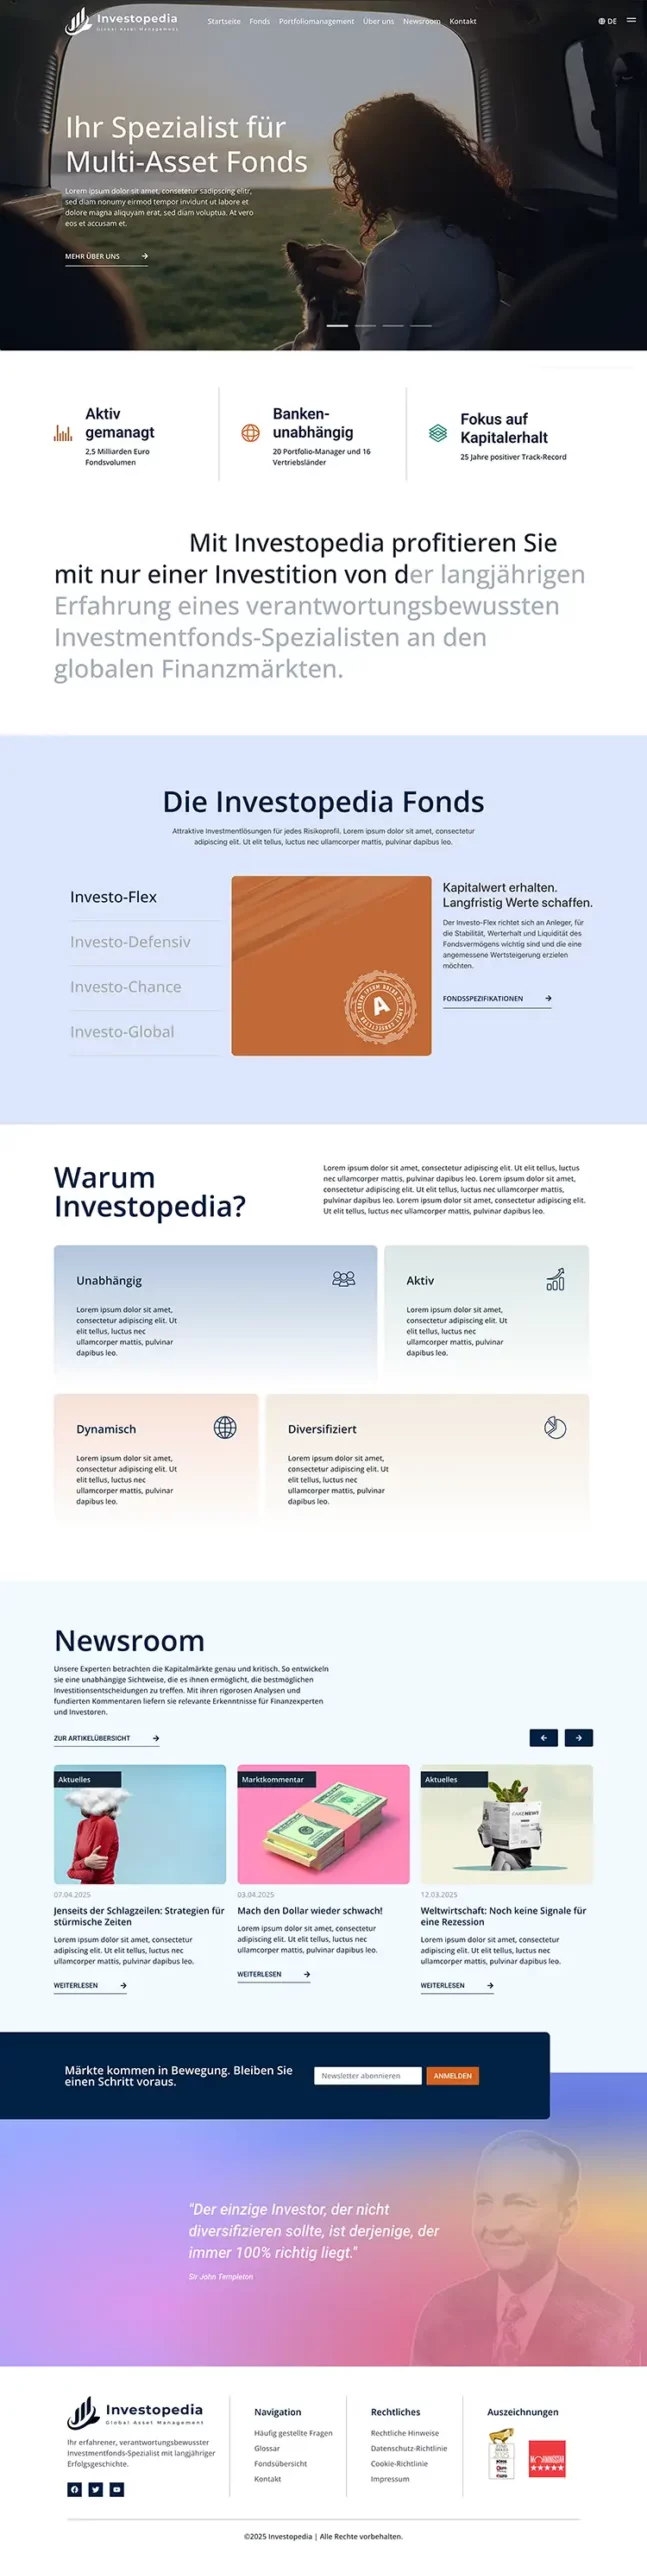 Investopedia
Global Asset Management
Startseite Fonds Portfoliomanagement Über uns Newsroom Kontakt
DE
Ihr Spezialist für
Multi-Asset Fonds
Lorem ipsum dolor sit amet, consetetur sadipscing elitr,
sed diam nonumy eirmod tempor invidunt ut labore et
dolore magna aliquyam erat, sed diam voluptua. At vero
eos et accusam et.
MEHR ÜBER UNS
Aktiv
gemanagt
2,5 Milliarden Euro
Fondsvolumen
Banken-
unabhängig
20 Portfolio-Manager und 16
Vertriebsländer
Fokus auf
Kapitalerhalt
25 Jahre positiver Track-Record
Mit Investopedia profitieren Sie
mit nur einer Investition von der langjährigen
Erfahrung eines verantwortungsbewussten
Investmentfonds-Spezialisten an den
globalen Finanzmärkten.
Die Investopedia Fonds
Attraktive Investmentlösungen für jedes Risikoprofil. Lorem ipsum dolor sit amet, consectetur
adipiscing elit. Ut elit tellus, luctus nec ullamcorper mattis, pulvinar dapibus leo.
Investo-Flex
Investo-Defensiv
Investo-Chance
Investo-Global
A
Kapitalwert erhalten.
Langfristig Werte schaffen.
Der Investo-Flex richtet sich an Anleger, für
die Stabilität, Werterhalt und Liquidität des
Fondsvermögens wichtig sind und die eine
angemessene Wertsteigerung erzielen
möchten.
FONDSSPEZIFIKATIONEN
Warum
Investopedia?
Lorem ipsum dolor sit amet, consectetur adipiscing elit. Ut elit tellus, luctus
nec ullamcorper mattis, pulvinar dapibus leo. Lorem ipsum dolor sit amet,
consectetur adipiscing elit. Ut elit tellus, luctus nec ullamcorper mattis,
pulvinar dapibus leo. Lorem ipsum dolor sit amet, consectetur adipiscing elit.
Ut elit tellus, luctus nec ullamcorper mattis, pulvinar dapibus leo.
Unabhängig
Lorem ipsum dolor sit amet,
consectetur adipiscing elit. Ut
elit tellus, luctus nec
ullamcorper mattis, pulvinar
dapibus leo.
Aktiv
Lorem ipsum dolor sit amet,
consectetur adipiscing elit. Ut
elit tellus, luctus nec
ullamcorper mattis, pulvinar
dapibus leo.
Dynamisch
Lorem ipsum dolor sit amet,
consectetur adipiscing elit. Ut
elit tellus, luctus nec
ullamcorper mattis, pulvinar
dapibus leo.
Diversifiziert
Lorem ipsum dolor sit amet,
consectetur adipiscing elit. Ut
elit tellus, luctus nec
ullamcorper mattis, pulvinar
dapibus leo.
Newsroom
Unsere Experten betrachten die Kapitalmärkte genau und kritisch. So entwickeln
sie eine unabhängige Sichtweise, die es ihnen ermöglicht, die bestmöglichen
Investitionsentscheidungen zu treffen. Mit ihren rigorosen Analysen und
fundierten Kommentaren liefern sie relevante Erkenntnisse für Finanzexperten
und Investoren.
ZUR ARTIKELÜBERSICHT
Aktuelles
07.04.2025
Jenseits der Schlagzeilen: Strategien für
stürmische Zeiten
Lorem ipsum dolor sit amet, consectetur
adipiscing elit. Ut elit tellus, luctus nec
ullamcorper mattis, pulvinar dapibus leo.
WEITERLESEN
Marktkommentar
03.04.2025
Mach den Dollar wieder schwach!
Lorem ipsum dolor sit amet, consectetur
adipiscing elit. Ut elit tellus, luctus nec
ullamcorper mattis, pulvinar dapibus leo.
WEITERLESEN
Aktuelles
FAKE NEWS
12.03.2025
Weltwirtschaft: Noch keine Signale für
eine Rezession
Lorem ipsum dolor sit amet, consectetur
adipiscing elit. Ut elit tellus, luctus nec
ullamcorper mattis, pulvinar dapibus leo.
WEITERLESEN
Märkte kommen in Bewegung. Bleiben Sie
einen Schritt voraus.
Newsletter abonnieren
ANMELDEN
"Der einzige Investor, der nicht
diversifizieren sollte, ist derjenige, der
immer 100% richtig liegt."
Sir John Templeton
Investopedia
Global Asset Management
Ihr erfahrener, verantwortungsbewusster
Investmentfonds-Spezialist mit langjähriger
Erfolgsgeschichte.
Navigation
Häufig gestellte Fragen
Glossar
Fondsübersicht
Kontakt
Rechtliches
Rechtliche Hinweise
Datenschutz-Richtlinie
Cookie-Richtlinie
Impressum
Auszeichnungen
MORNINGSTAR
©2025 Investopedia | Alle Rechte vorbehalten.